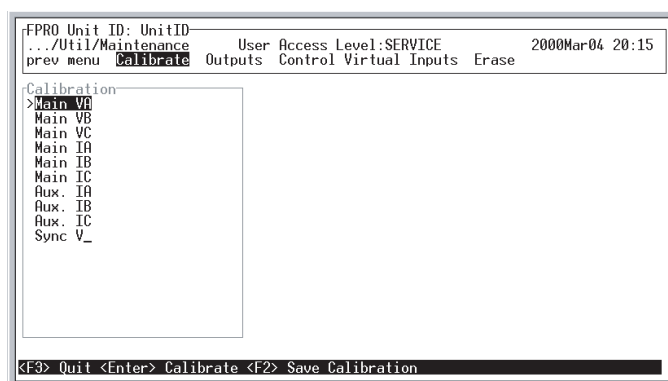 FPRO Unit ID: UnitID
.../Util/Maintenance User Access Level:SERVICE 2000Mar04 20:15
prev menu Calibrate Outputs Control Virtual Inputs Erase
Calibration
>Main VA
Main VB
Main VC
Main IA
Main IB
Main IC
Aux. IA
Aux. IB
Aux. IC
Sync V_
<F3> Quit <Enter> Calibrate <F2> Save Calibration